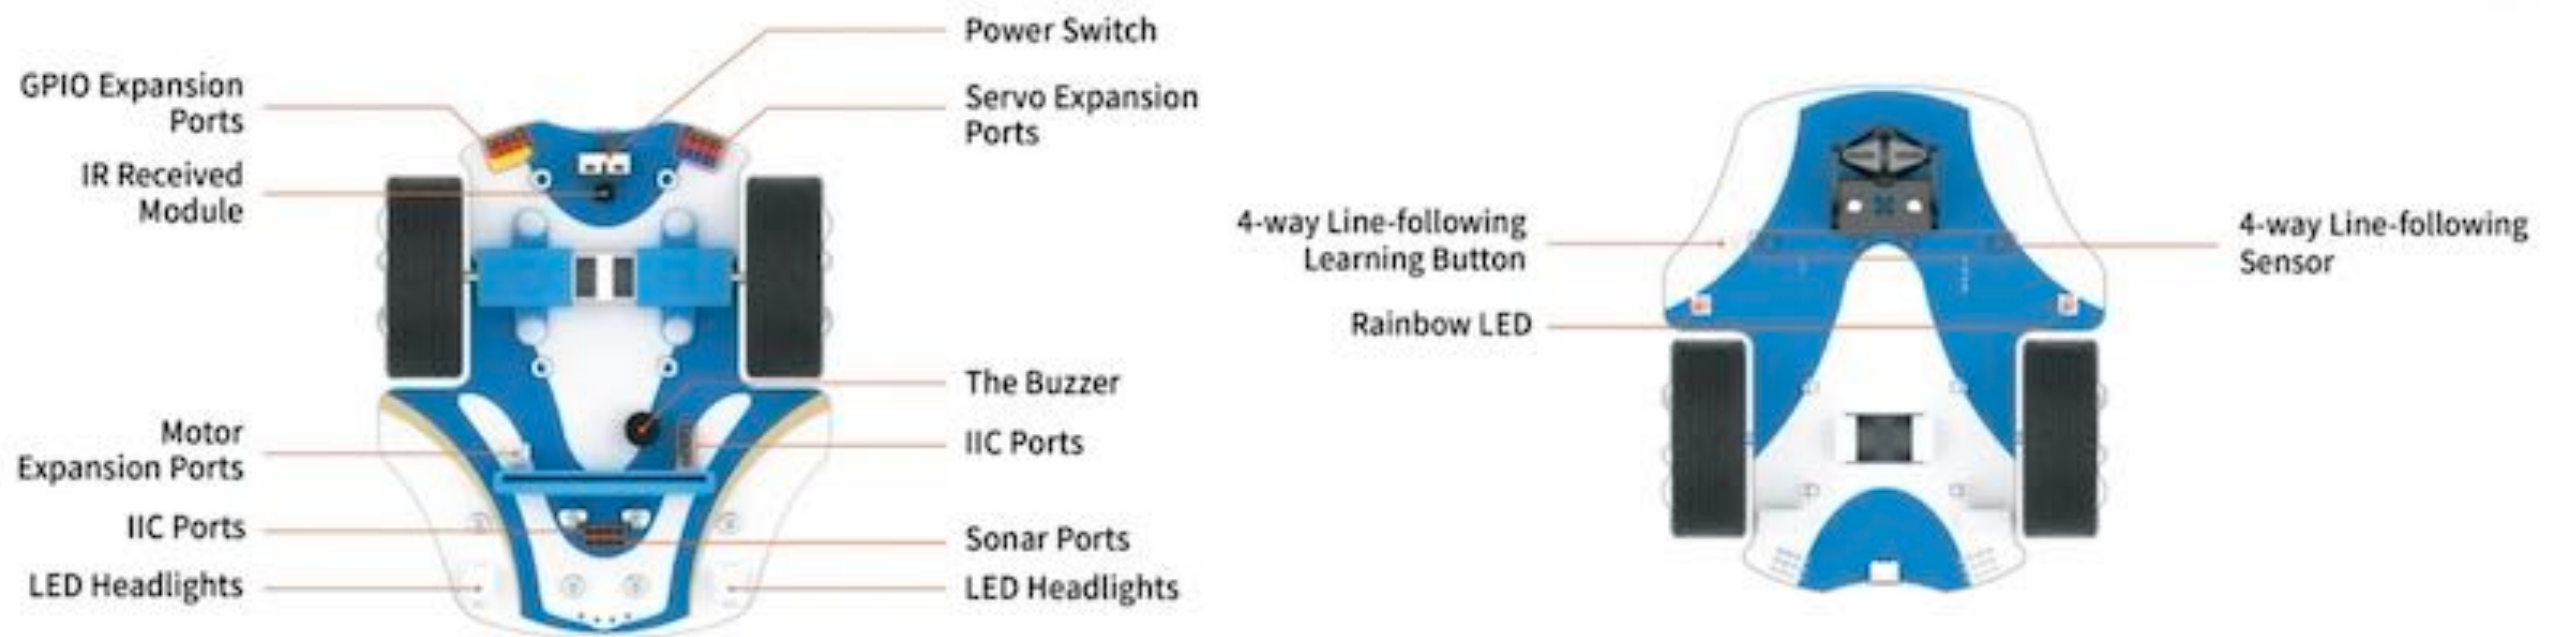 Power Switch
GPIO Expansion
Ports
Servo Expansion
Ports
IR Received
Module
The Buzzer
Motor
Expansion Ports
IIC Ports
IIC Ports
Sonar Ports
LED Headlights
LED Headlights
4-way Line-following
Learning Button
4-way Line-following
Sensor
Rainbow LED